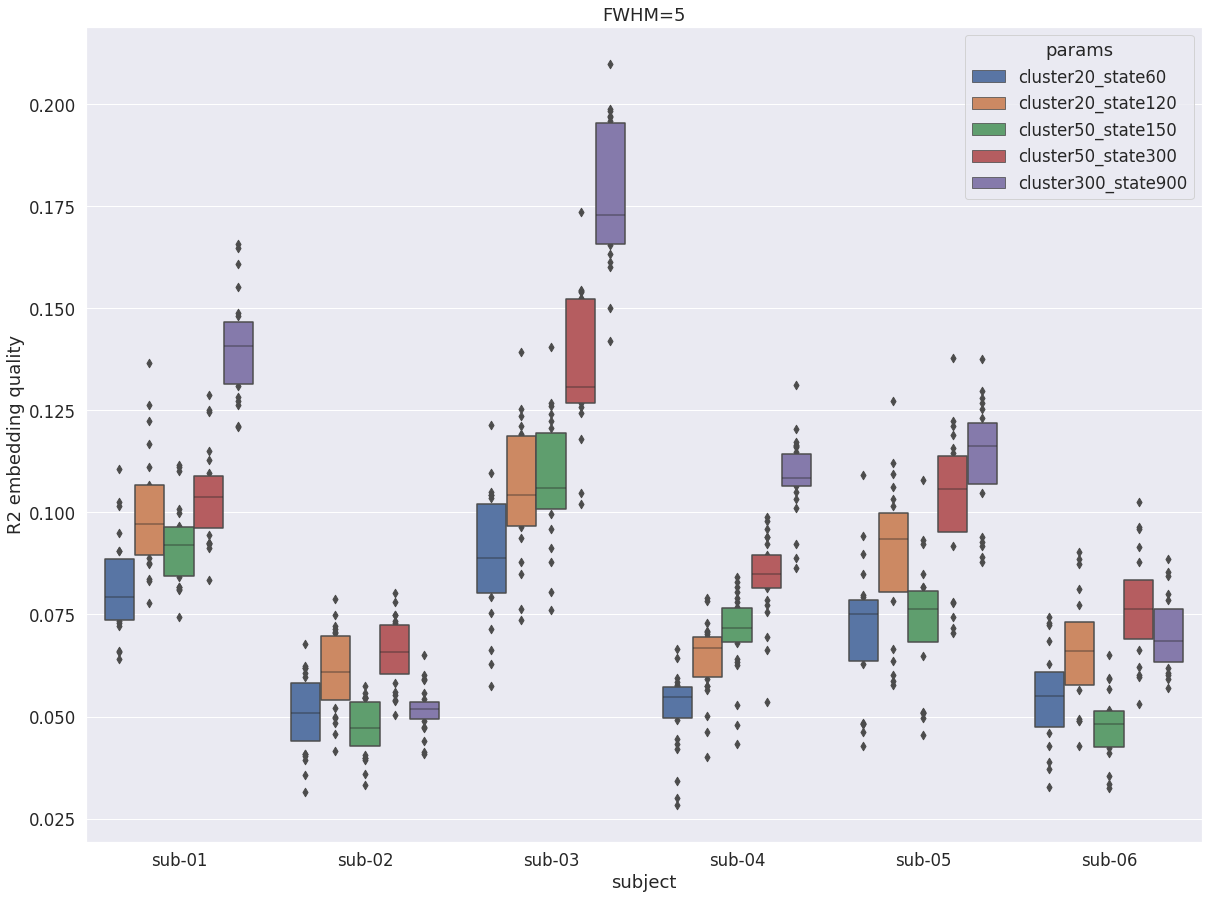 FWHM=5
params
cluster20_state60
cluster20_state120
cluster50_state150
cluster50_state300
cluster300_state900
R2 embedding quality
0.200
0.175
0.150
0.125
0.100
0.075
0.050
0.025
sub-01 sub-02 sub-03 sub-04 sub-05 sub-06
subject